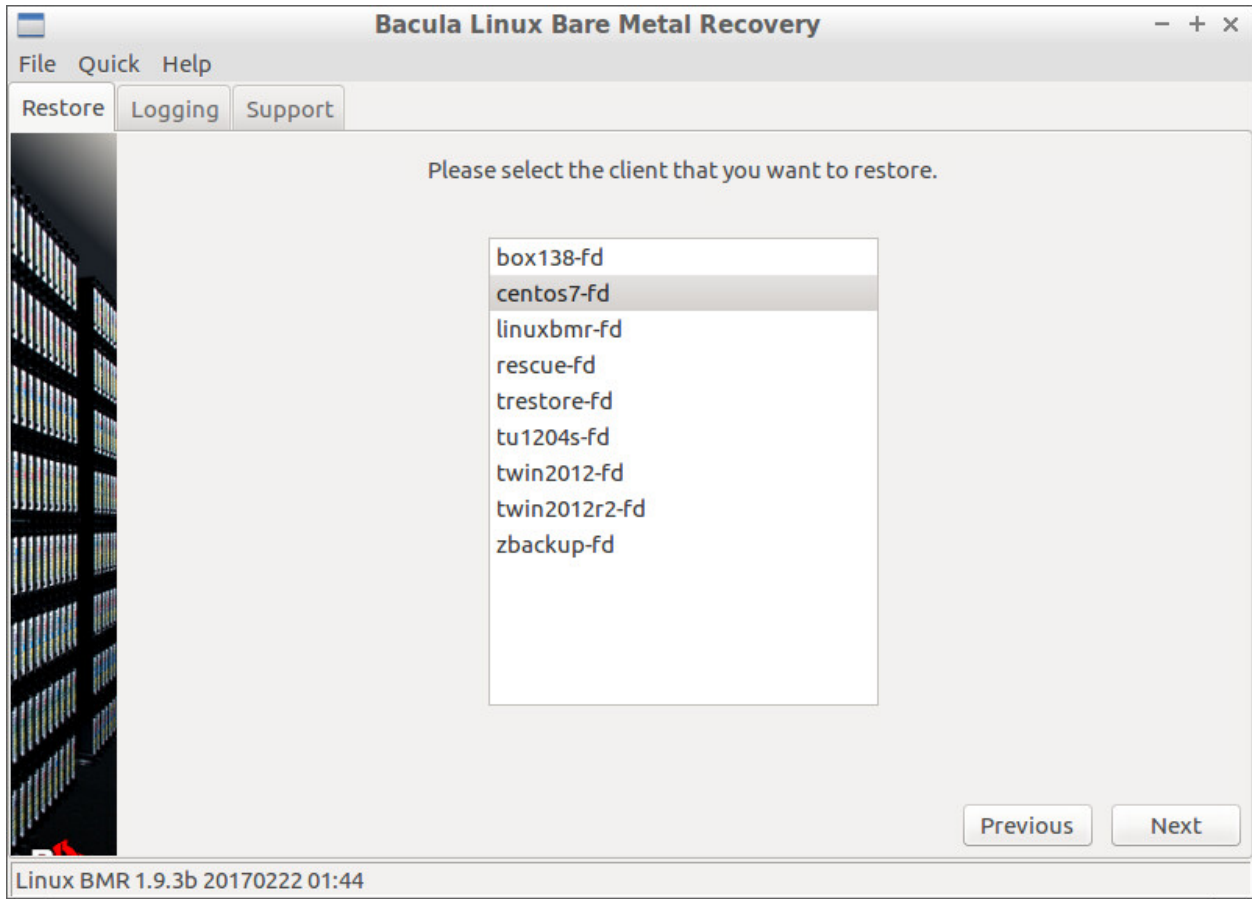 Bacula Linux Bare Metal Recovery
File Quick Help
Restore Logging Support
Please select the client that you want to restore.
box138-fd
centos7-fd
linuxbmr-fd
rescue-fd
trestore-fd
tu1204s-fd
twin2012-fd
twin2012r2-fd
zbackup-fd
Previous Next
Linux BMR 1.9.3b 20170222 01:44